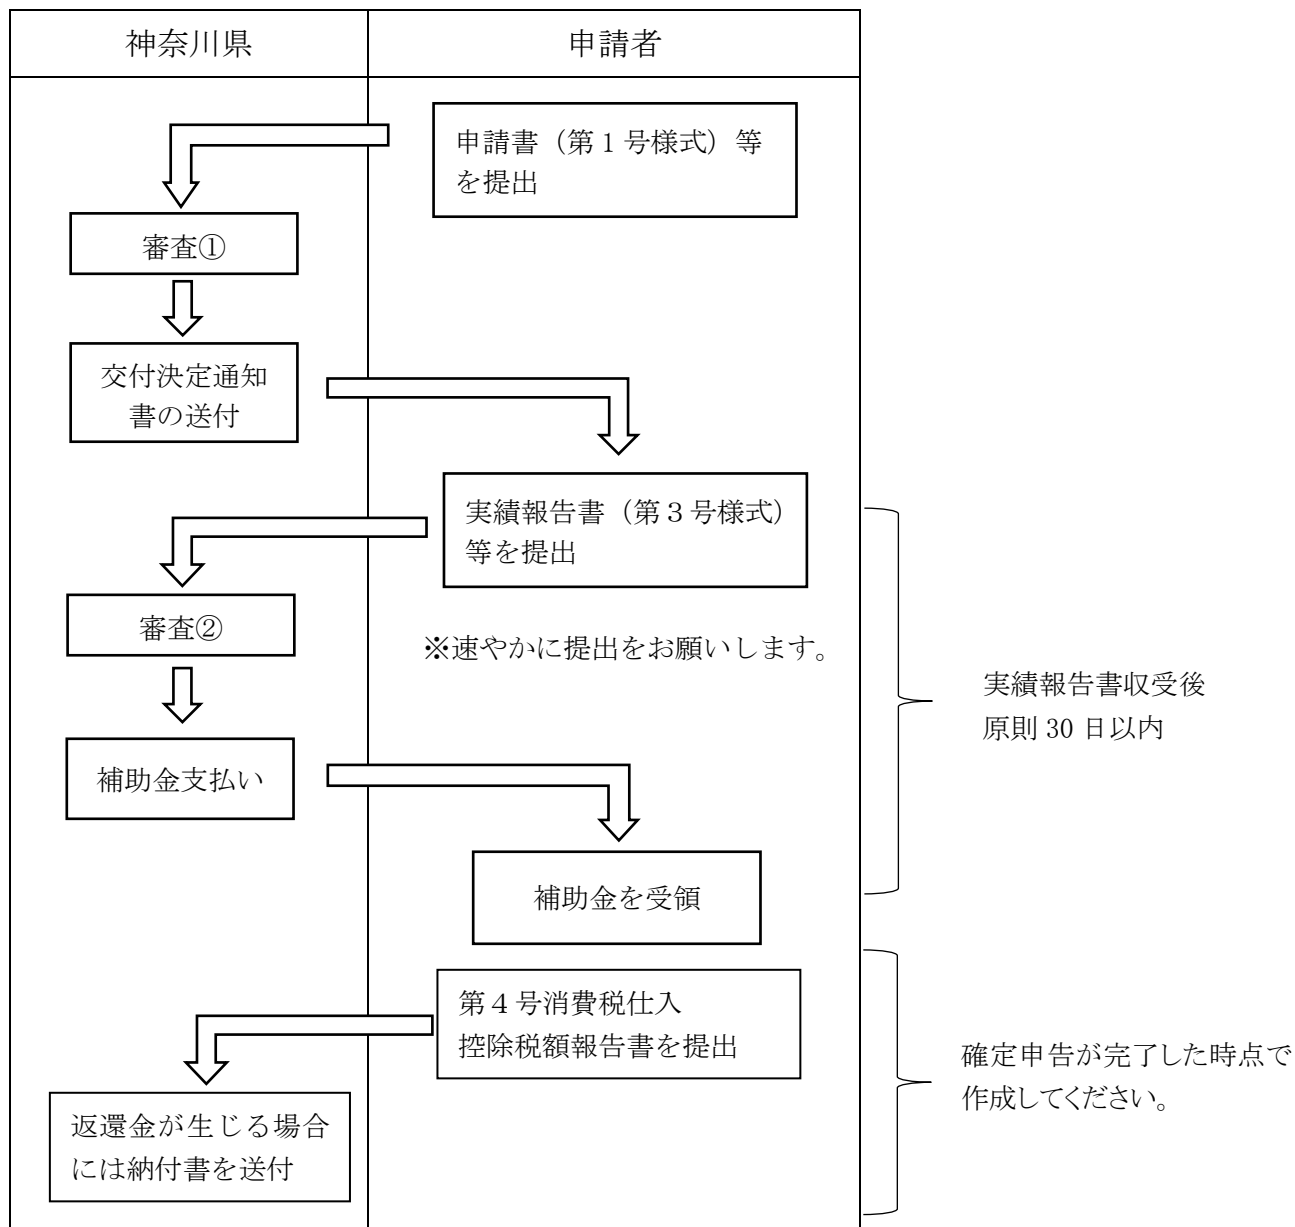 神奈川県
申請者
申請書（第１号様式）等
を提出
審査①
交付決定通知
書の送付
実績報告書（第３号様式）
等を提出
審査②
※速やかに提出をお願いします。
実績報告書収受後
原則 30 日以内
補助金支払い
補助金を受領
第４号消費税仕入
控除税額報告書を提出
確定申告が完了した時点で
作成してください。
返還金が生じる場合
には納付書を送付